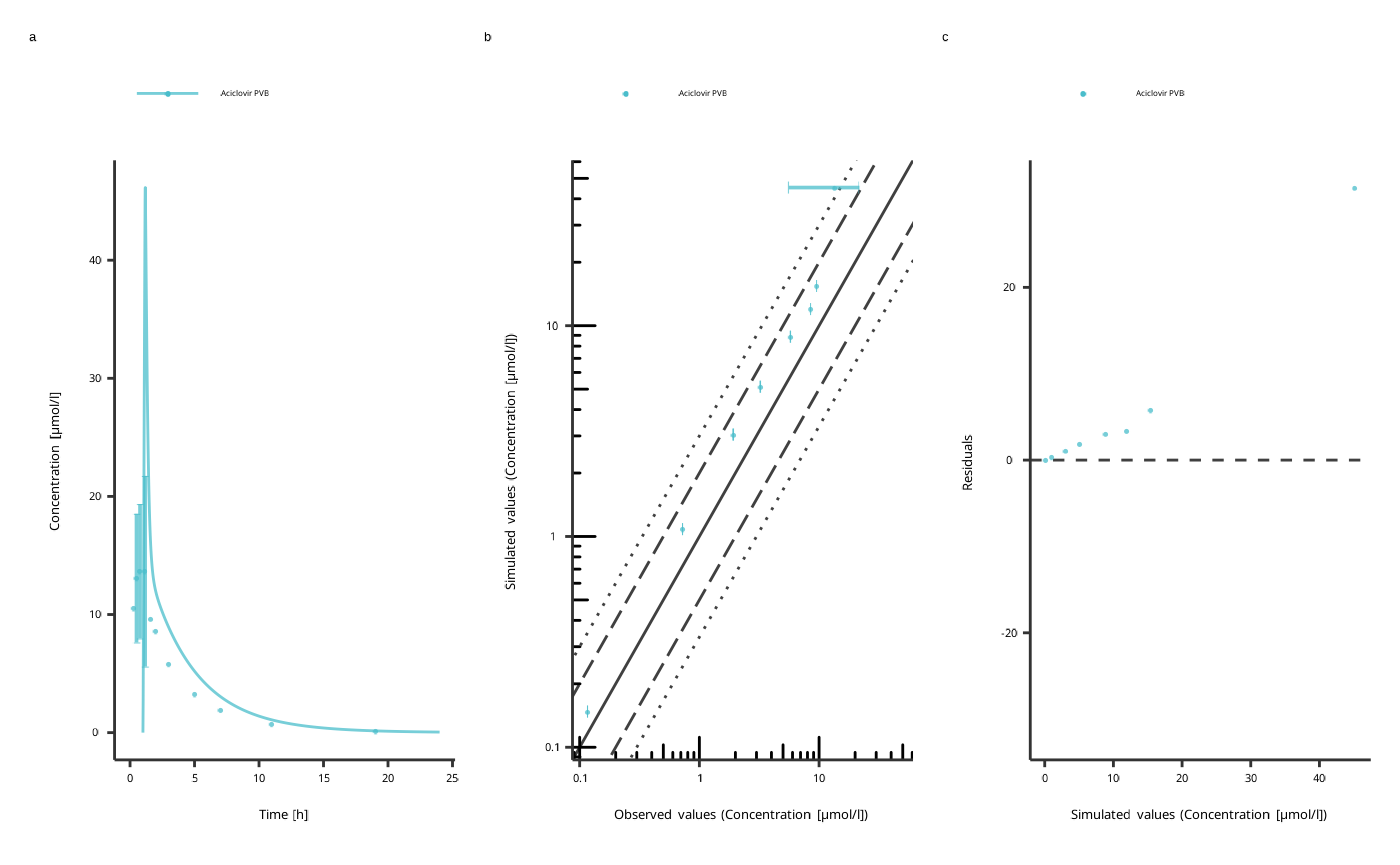 a
Aciclovir PVB
Concentration [µmol/l]
40
30
20
10
0
0 5 10 15 20 25
Time [h]
b
Aciclovir PVB
Simulated values (Concentration [µmol/l])
10
1
0.1
0.1 1 10
Observed values (Concentration [µmol/l])
c
Aciclovir PVB
Residuals
20
0
-20
0 10 20 30 40
Simulated values (Concentration [µmol/l])